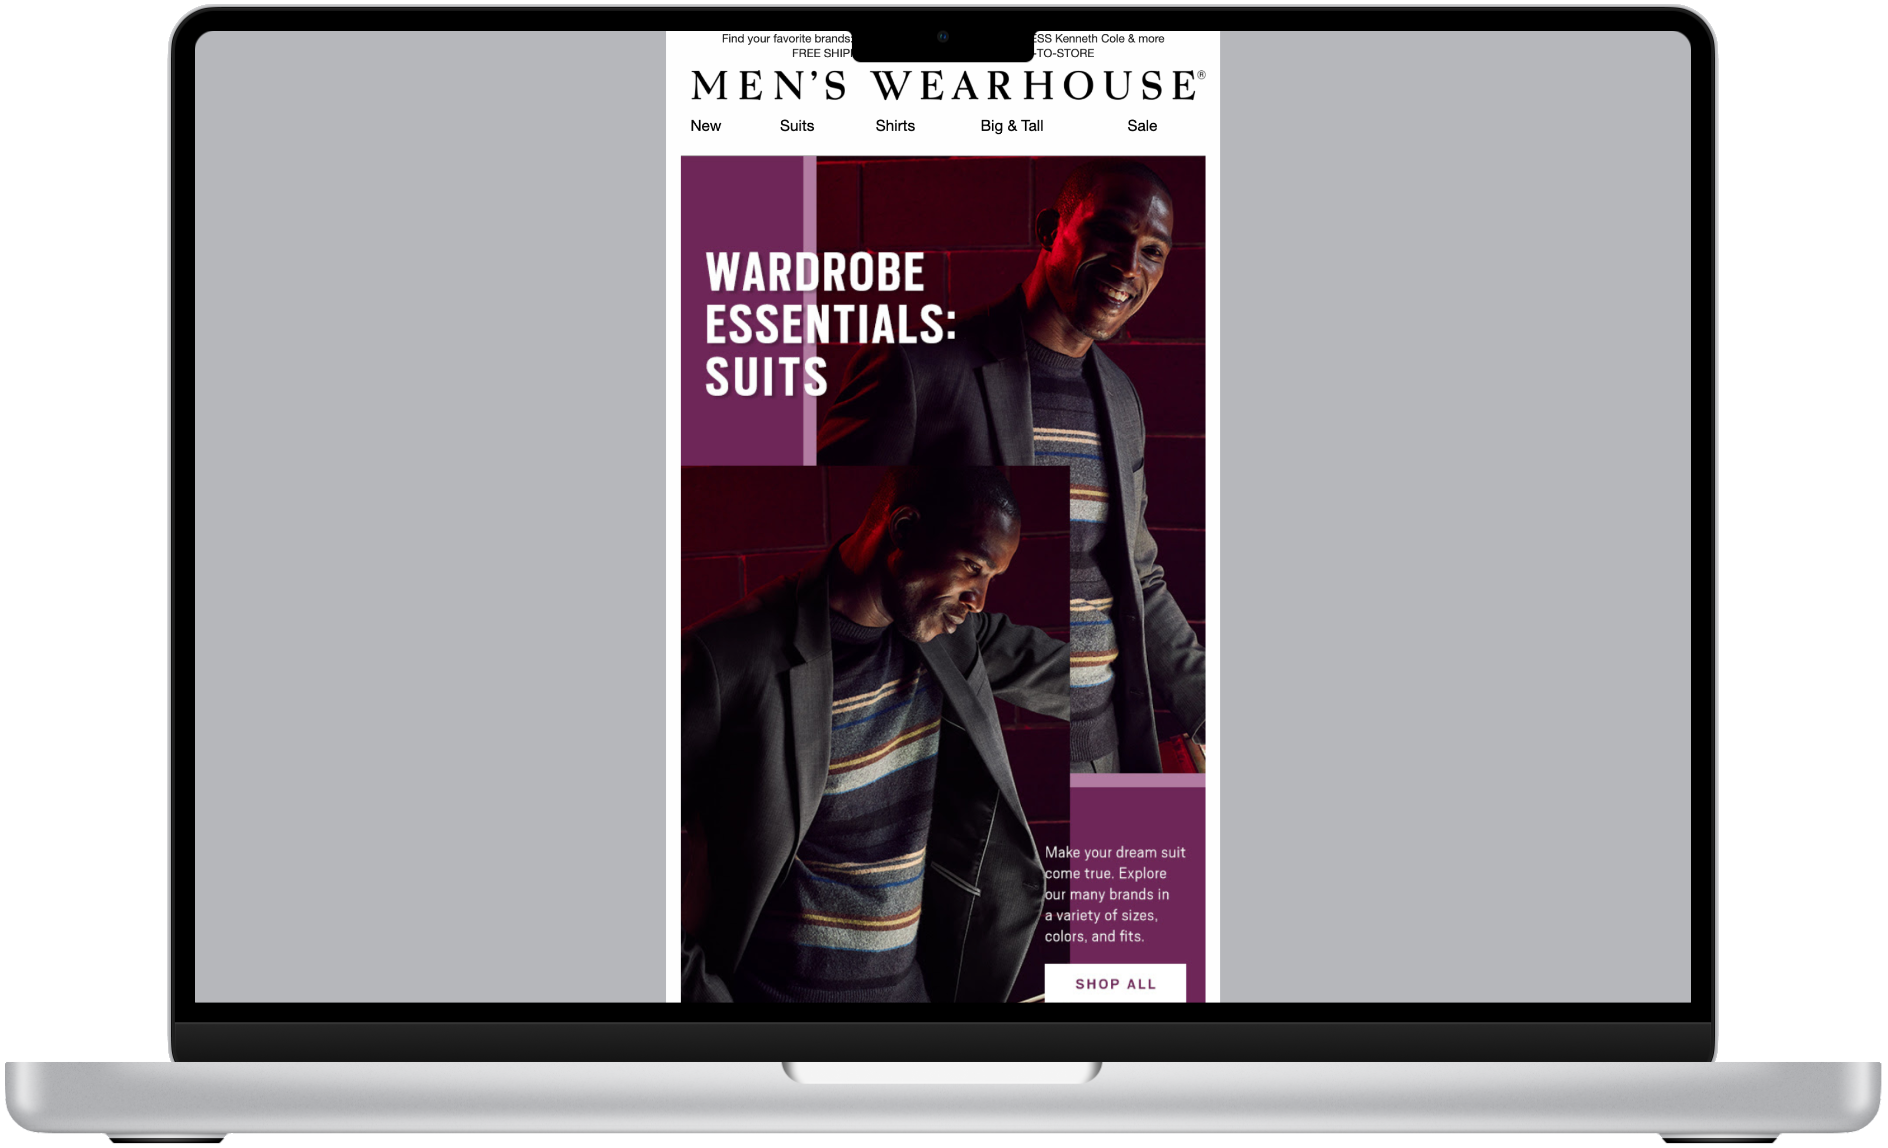 Find your favorite brands: Kenneth Cole & more
FREE SHIP -TO-STORE
MEN'S WEARHOUSE®
New Suits Shirts Big & Tall Sale
WARDROBE
ESSENTIALS:
SUITS
Make your dream suit
come true. Explore
our many brands in
a variety of sizes,
colors, and fits.
SHOP ALL